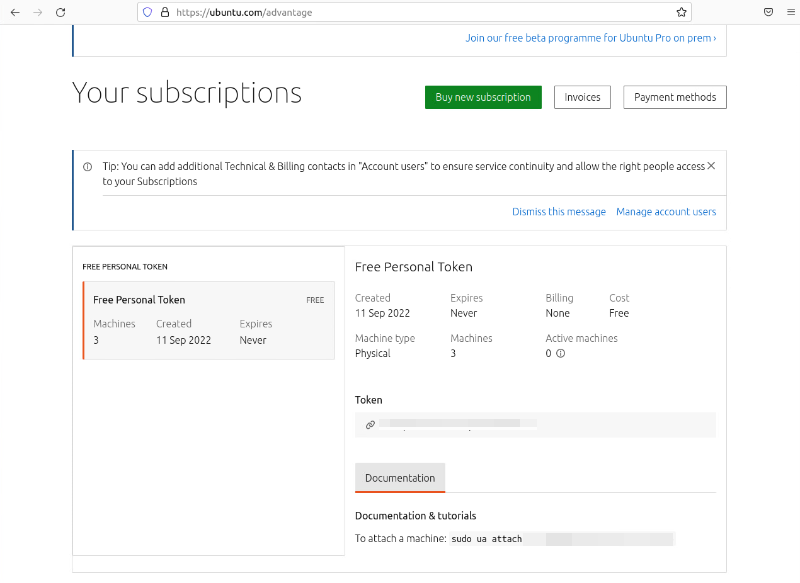 https://ubuntu.com/advantage
Join our free beta programme for Ubuntu Pro on prem ›
Your subscriptions
Buy new subscription
Invoices
Payment methods
Tip: You can add additional Technical & Billing contacts in "Account users" to ensure service continuity and allow the right people access
to your Subscriptions
Dismiss this message Manage account users
FREE PERSONAL TOKEN
Free Personal Token FREE
Machines Created Expires
3 11 Sep 2022 Never
Free Personal Token
Created Expires Billing Cost
11 Sep 2022 Never None Free
Machine type Machines Active machines
Physical 3 0
Token
Documentation
Documentation & tutorials
To attach a machine: sudo ua attach